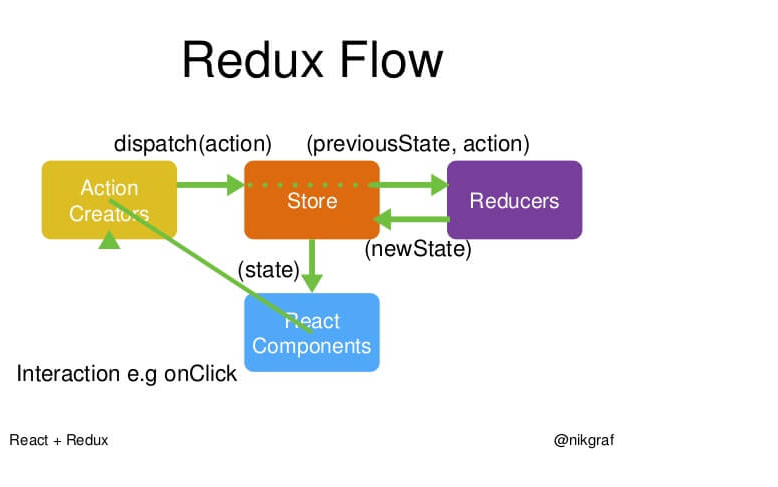 Redux Flow
dispatch(action)
(previousState, action)
Action
Creators
Store
Reducers
(newState)
(state)
React
Components
Interaction e.g onClick
React + Redux
@nikgraf